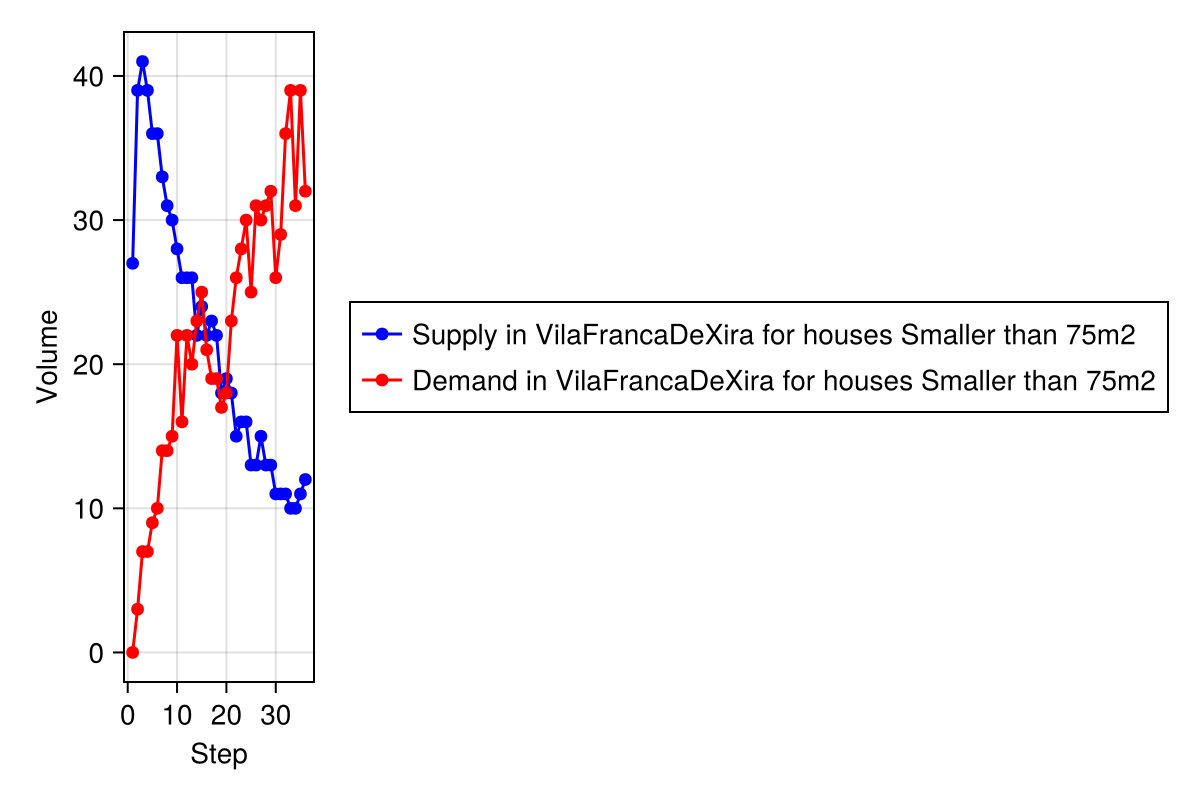 40
30
20
10
0
Volume
0 10 20 30
Step
Supply in VilaFrancaDeXira for houses Smaller than 75m2
Demand in VilaFrancaDeXira for houses Smaller than 75m2